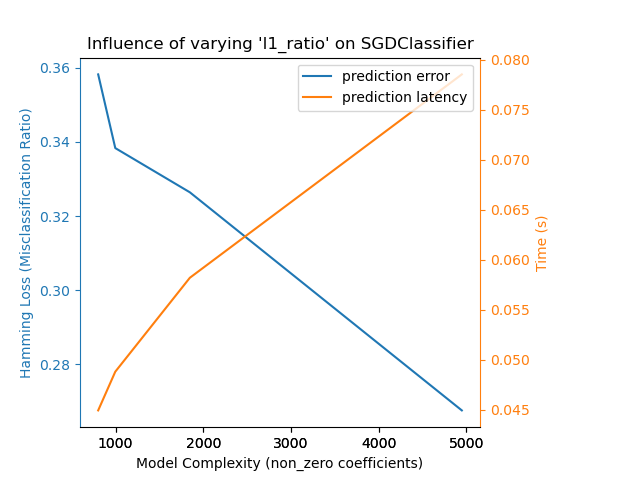 Influence of varying 'l1_ratio' on SGDClassifier
prediction error
prediction latency
Hamming Loss (Misclassification Ratio)
0.36
0.34
0.32
0.30
0.28
0.080
0.075
0.070
0.065
0.060
0.055
0.050
0.045
Time (s)
1000 2000 3000 4000 5000
Model Complexity (non_zero coefficients)